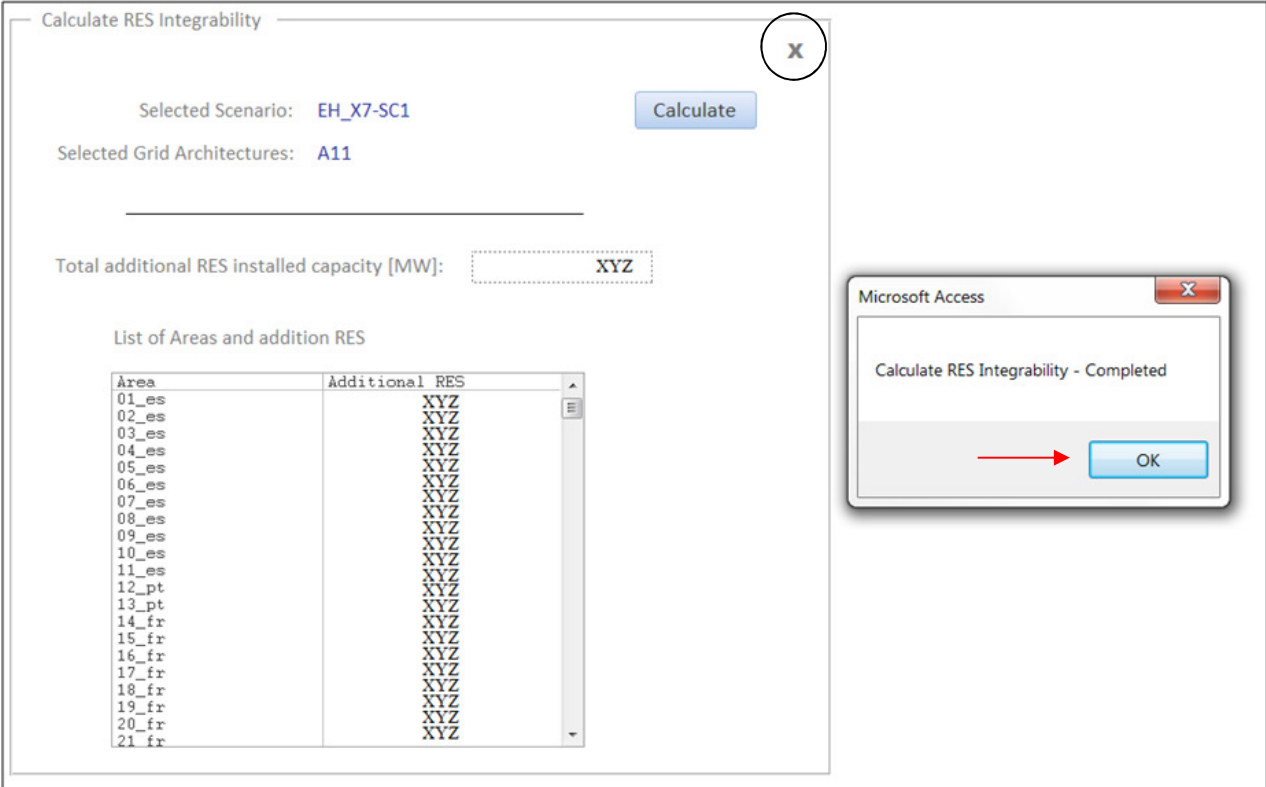 Calculate RES Integrability
X
Selected Scenario: EH_X7-SC1
Calculate
Selected Grid Architectures: A11
Total additional RES installed capacity [MW]: XYZ
List of Areas and addition RES
Area Additional RES
01_es XYZ
02_es XYZ
03_es XYZ
04_es XYZ
05_es XYZ
06_es XYZ
07_es XYZ
08_es XYZ
09_es XYZ
10_es XYZ
11_es XYZ
12_pt XYZ
13_pt XYZ
14_fr XYZ
15_fr XYZ
16_fr XYZ
17_fr XYZ
18_fr XYZ
19_fr XYZ
20_fr XYZ
21_fr XYZ
XYZ
Microsoft Access
X
Calculate RES Integrability - Completed
OK